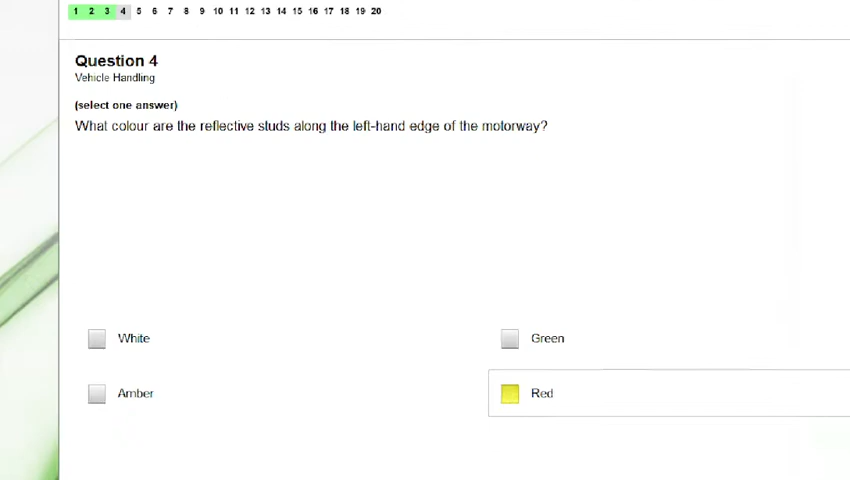 1 2 3 4 5 6 7 8 9 10 11 12 13 14 15 16 17 18 19 20
Question 4
Vehicle Handling
(select one answer)
What colour are the reflective studs along the left-hand edge of the motorway?
White
Green
Amber
Red